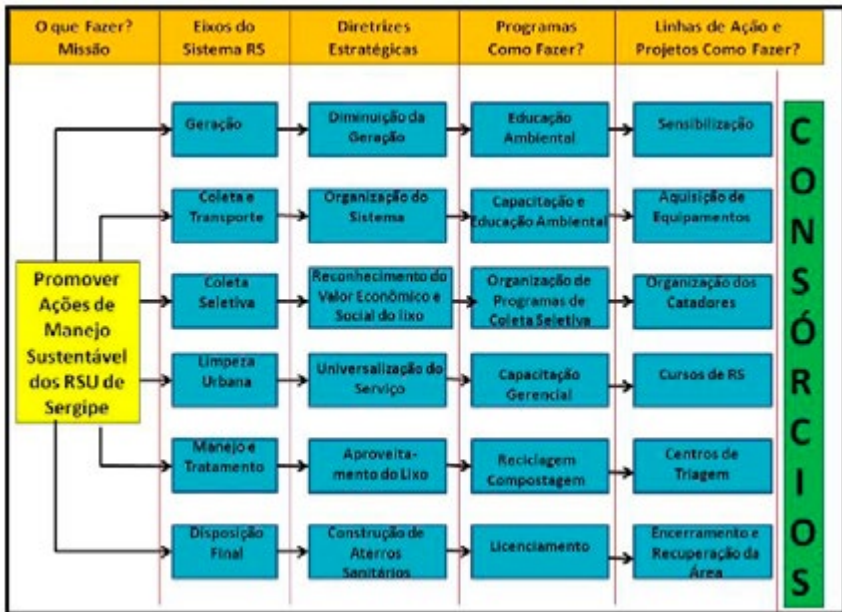 O que Fazer?
Missão
Eixos do
Sistema RS
Diretrizes
Estratégicas
Programas
Como Fazer?
Linhas de Ação e
Projetos Como Fazer?
Geração
Diminuição da
Geração
Educação
Ambiental
Sensibilização
Coleta e
Transporte
Organização do
Sistema
Capacitação e
Educação Ambiental
Aquisição de
Equipamentos
Promover
Ações de
Manejo
Sustentável
dos RSU de
Sergipe
Coleta
Seletiva
Reconhecimento do
Valor Econômico e
Social do lixo
Organização de
Programas de
Coleta Seletiva
Organização dos
Catadores
Limpeza
Urbana
Universalização do
Serviço
Capacitação
Gerencial
Cursos de RS
Manejo e
Tratamento
Aproveita-
mento do Lixo
Reciclagem
Compostagem
Centros de
Triagem
Disposição
Final
Construção de
Aterros
Sanitários
Licenciamento
Encerramento e
Recuperação da
Área
CONSÓRCIOS